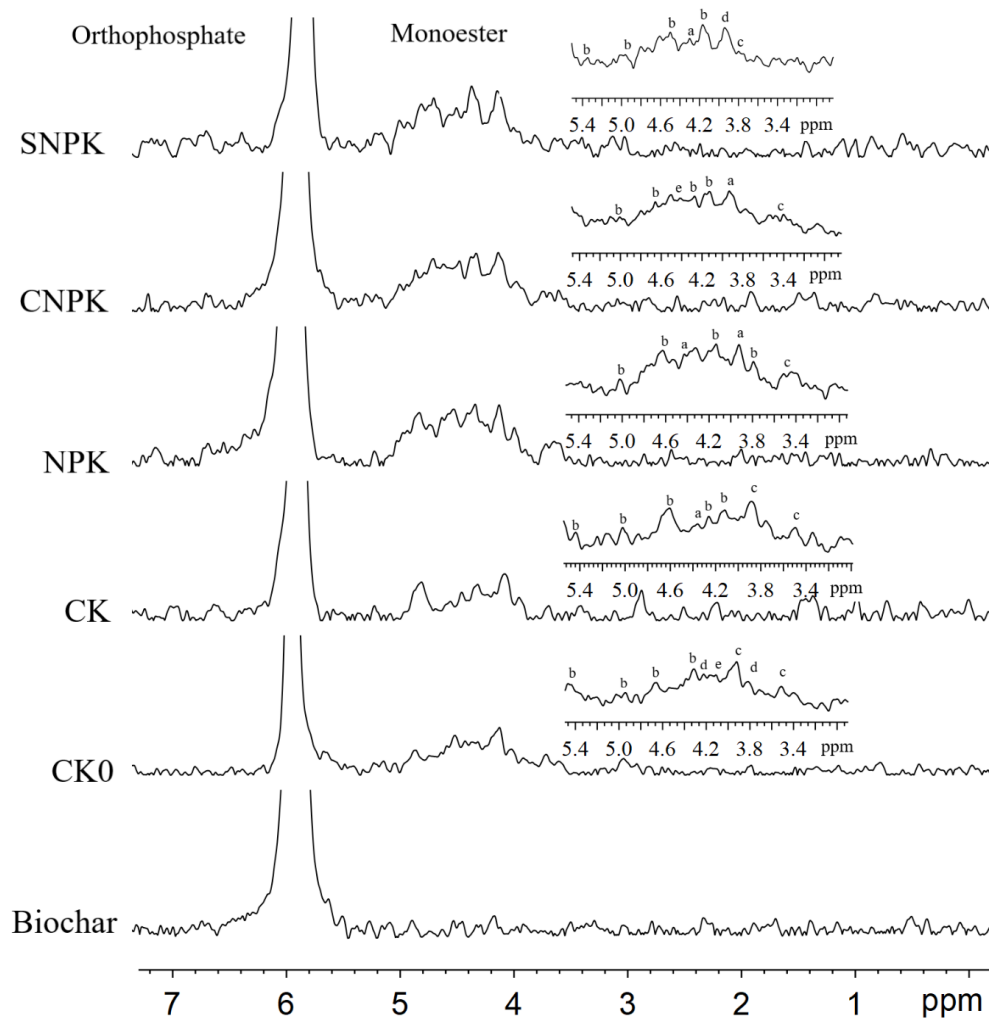 Orthophosphate Monoester
b b b a b d c
5.4 5.0 4.6 4.2 3.8 3.4 ppm
SNPK
b b e b b a c
5.4 5.0 4.6 4.2 3.8 3.4 ppm
CNPK
b b a b a b c
5.4 5.0 4.6 4.2 3.8 3.4 ppm
NPK
b b b a b b c c
5.4 5.0 4.6 4.2 3.8 3.4 ppm
CK
b b b b d e c d c
5.4 5.0 4.6 4.2 3.8 3.4 ppm
CK0
Biochar
7 6 5 4 3 2 1 ppm